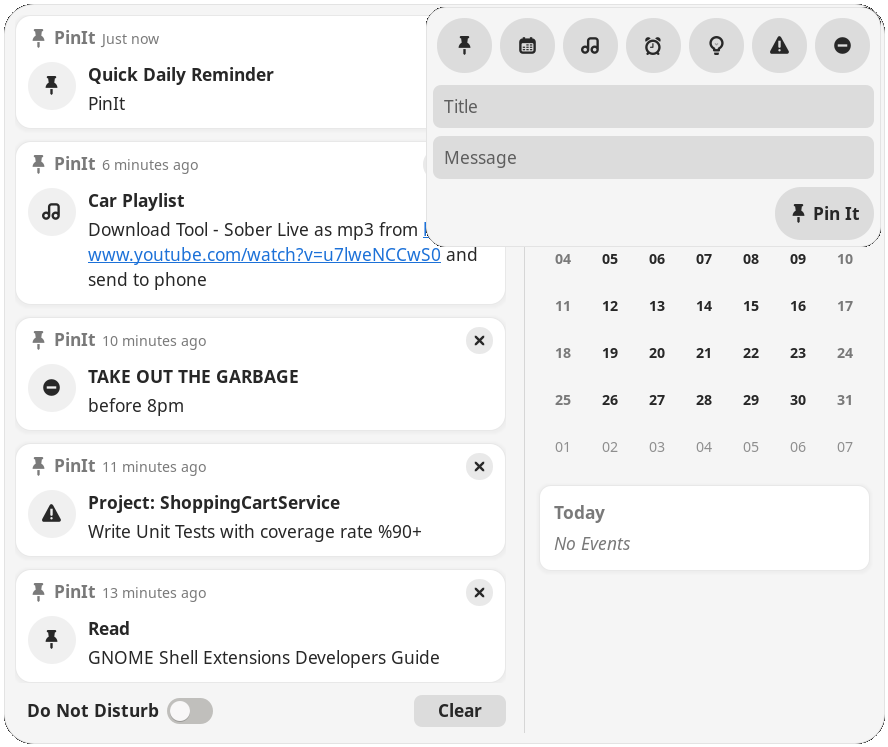 PinIt Just now
Quick Daily Reminder
PinIt
PinIt 6 minutes ago
Car Playlist
Download Tool - Sober Live as mp3 from
www.youtube.com/watch?v=u7lweNCCwS0 and
send to phone
PinIt 10 minutes ago
TAKE OUT THE GARBAGE
before 8pm
PinIt 11 minutes ago
Project: ShoppingCartService
Write Unit Tests with coverage rate %90+
PinIt 13 minutes ago
Read
GNOME Shell Extensions Developers Guide
Do Not Disturb
Clear
Title
Message
Pin It
04 05 06 07 08 09 10
11 12 13 14 15 16 17
18 19 20 21 22 23 24
25 26 27 28 29 30 31
01 02 03 04 05 06 07
Today
No Events